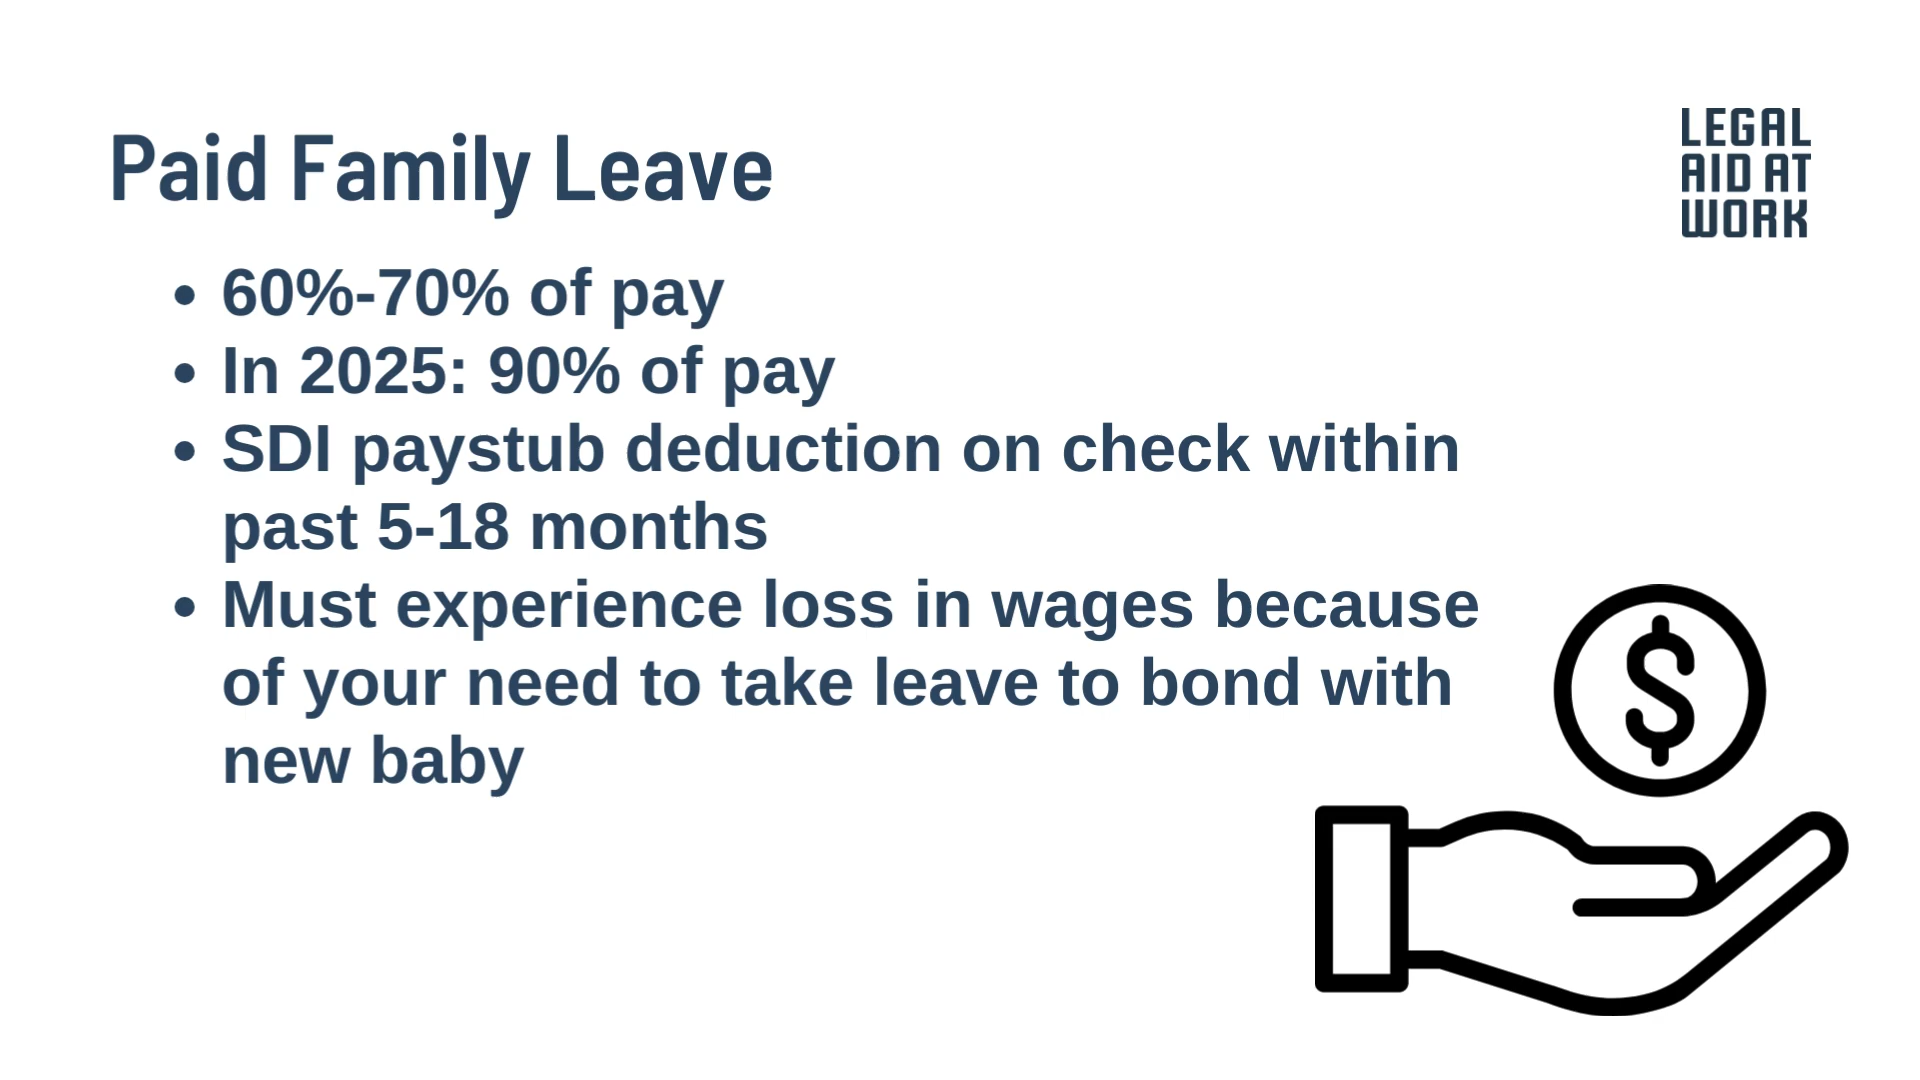 Paid Family Leave
LEGAL
AID AT
WORK
• 60%-70% of pay
• In 2025: 90% of pay
• SDI paystub deduction on check within
past 5-18 months
• Must experience loss in wages because
of your need to take leave to bond with
new baby
$